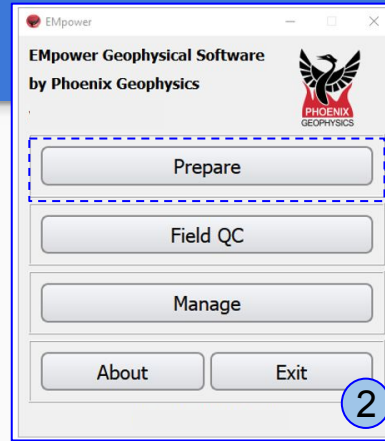 EMpower
EMpower Geophysical Software
by Phoenix Geophysics
PHOENIX
GEOPHYSICS
Prepare
Field QC
Manage
About
Exit
2